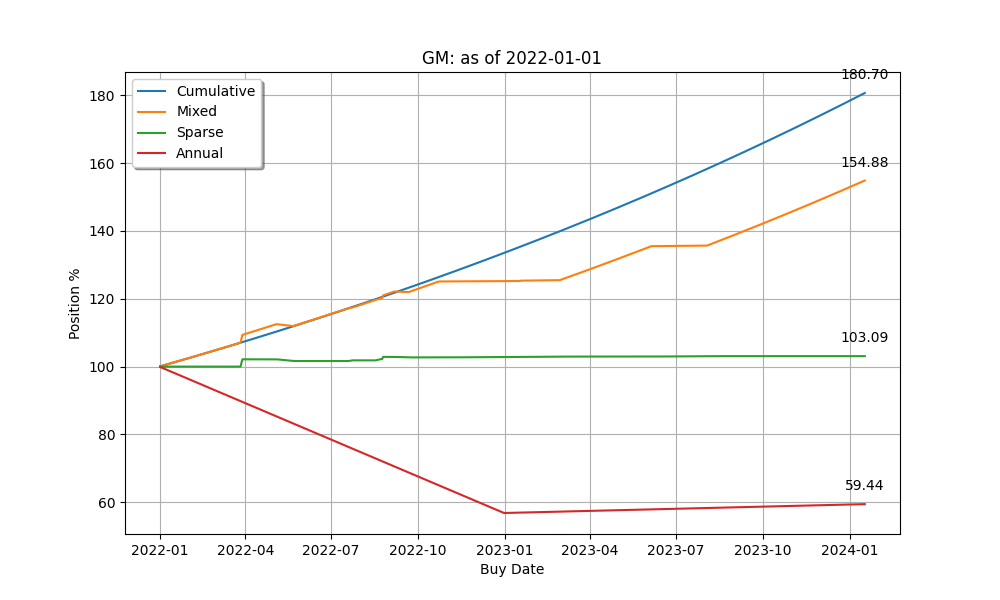 GM: as of 2022-01-01
180.70
154.88
103.09
59.44
Cumulative
Mixed
Sparse
Annual
Position %
180
160
140
120
100
80
60
2022-01
2022-04
2022-07
2022-10
2023-01
2023-04
2023-07
2023-10
2024-01
Buy Date